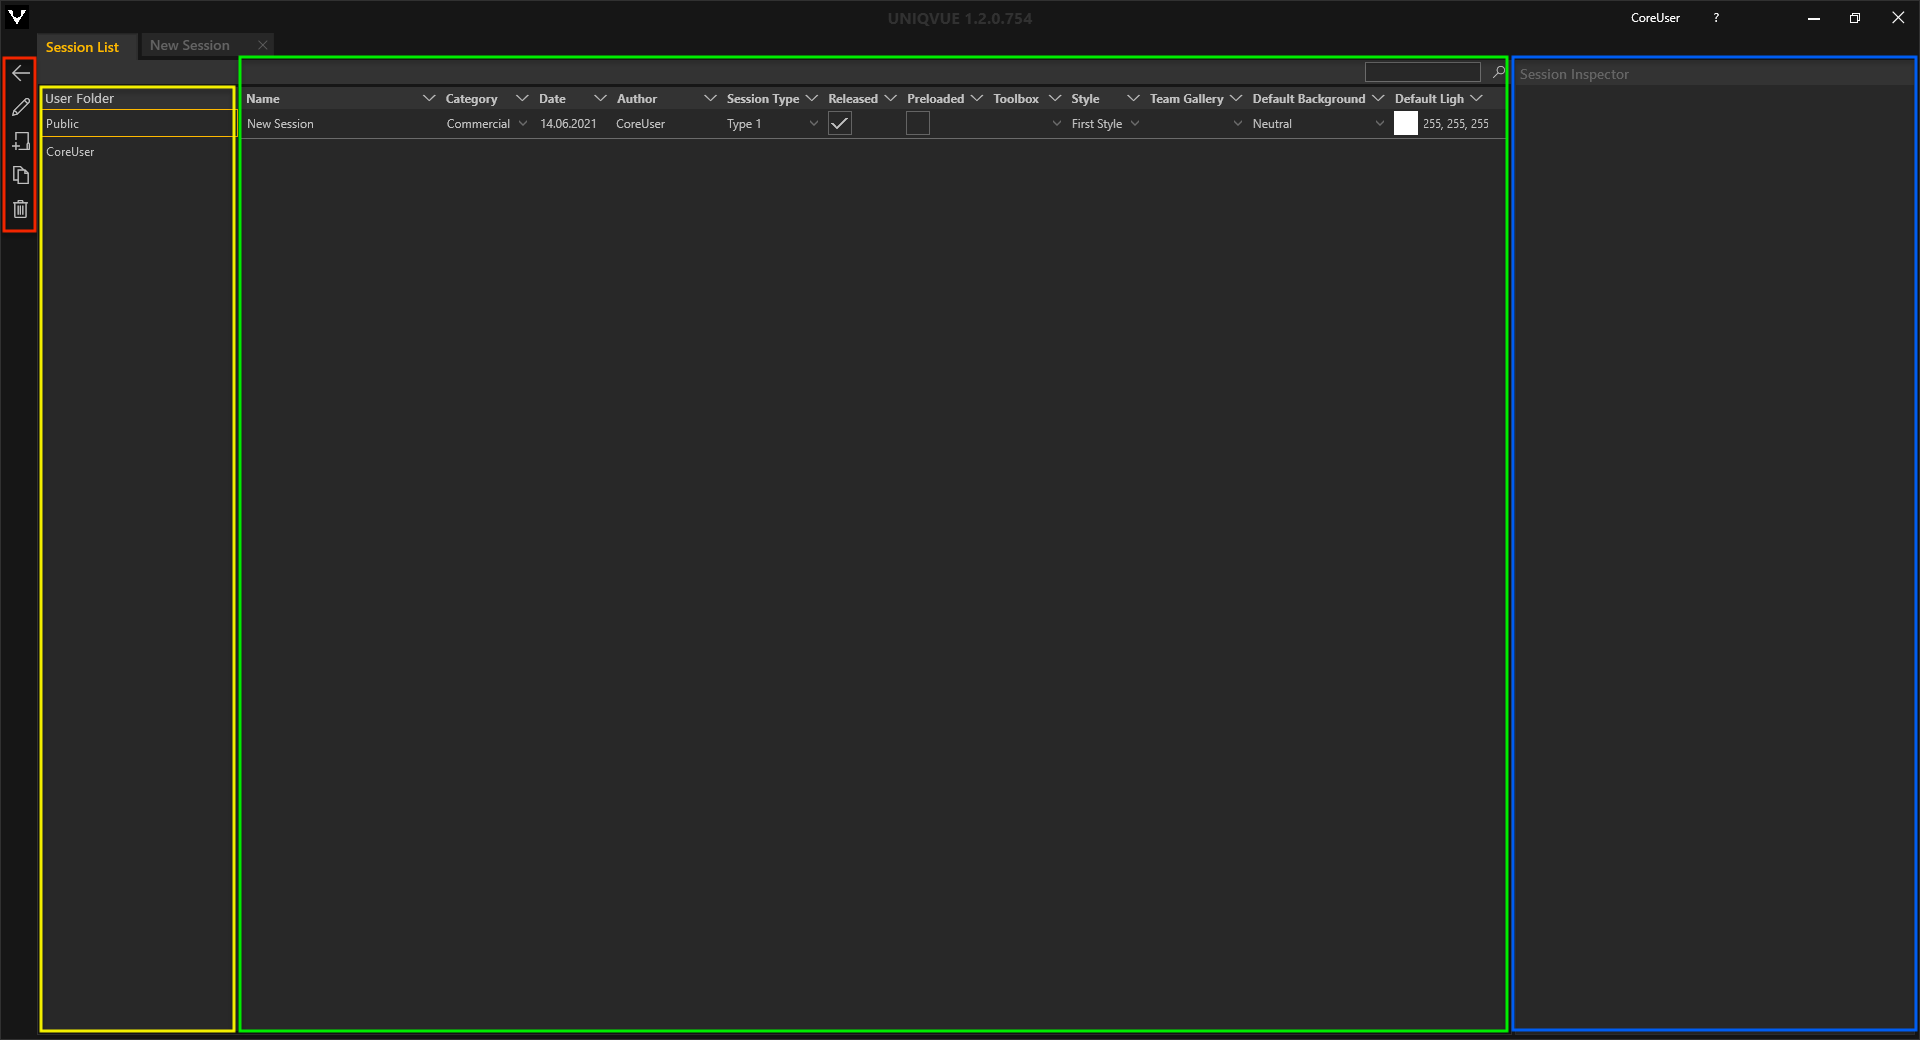 UNIQVUE 1.2.0.754
CoreUser ?
Session List New Session
Session Inspector
User Folder
Public
CoreUser
Name Category Date Author Session Type Released Preloaded Toolbox Style Team Gallery Default Background Default Ligh
New Session Commercial 14.06.2021 CoreUser Type 1 First Style Neutral 255, 255, 255